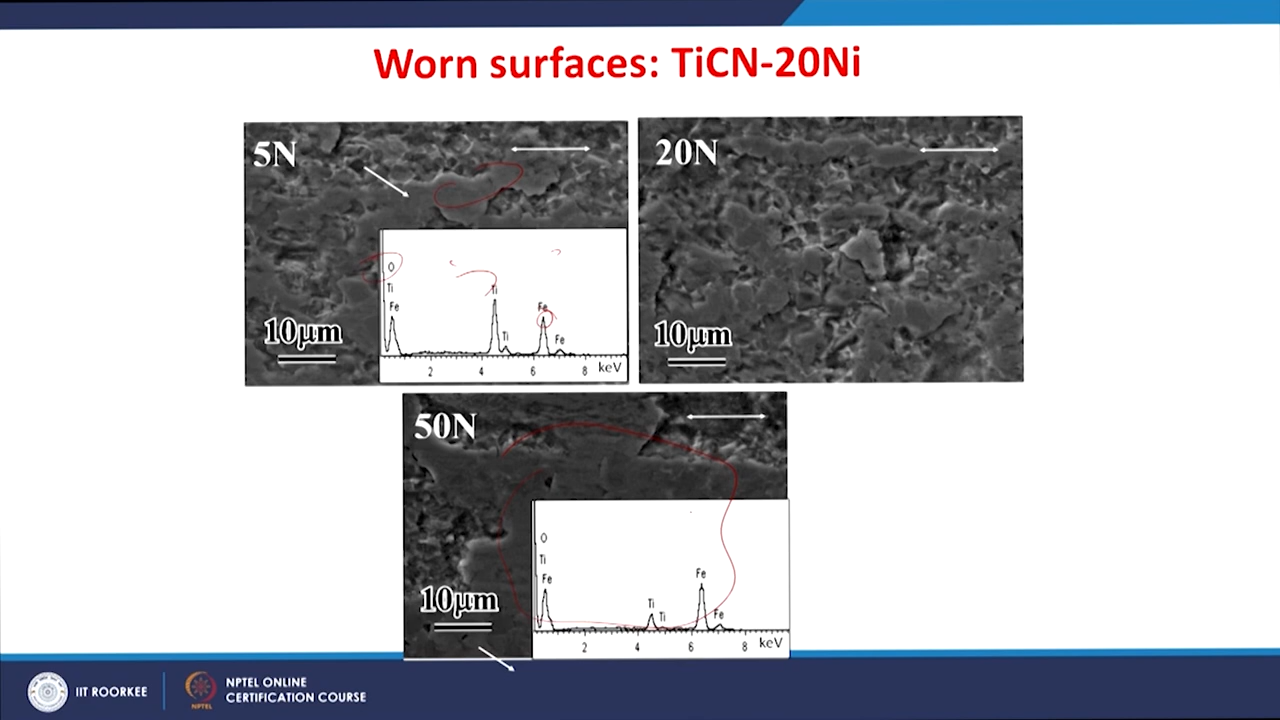 Worn surfaces: TiCN-20Ni
5N
O
Ti
Fe
Ti
Ti
Fe
Fe
2 4 6 8 keV
10μm
20N
10μm
50N
O
Ti
Fe
Ti
Ti
Fe
Fe
2 4 6 8 keV
10μm
IIT ROORKEE
NPTEL
NPTEL ONLINE
CERTIFICATION COURSE